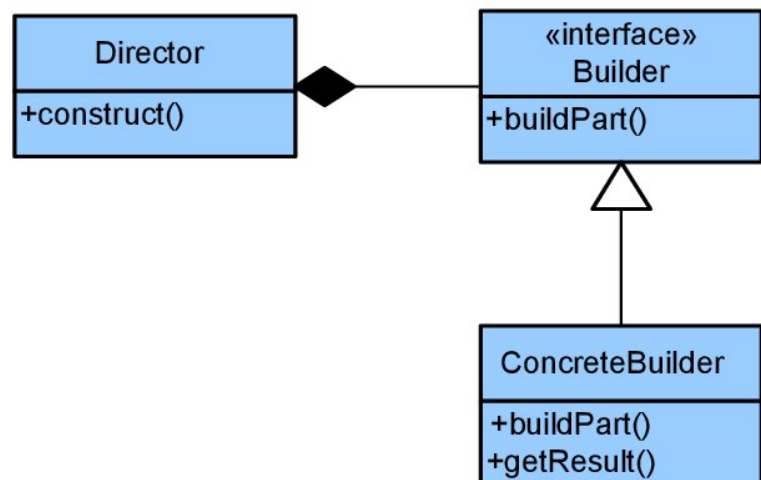 Director
+construct()
«interface»
Builder
+buildPart()
ConcreteBuilder
+buildPart()
+getResult()